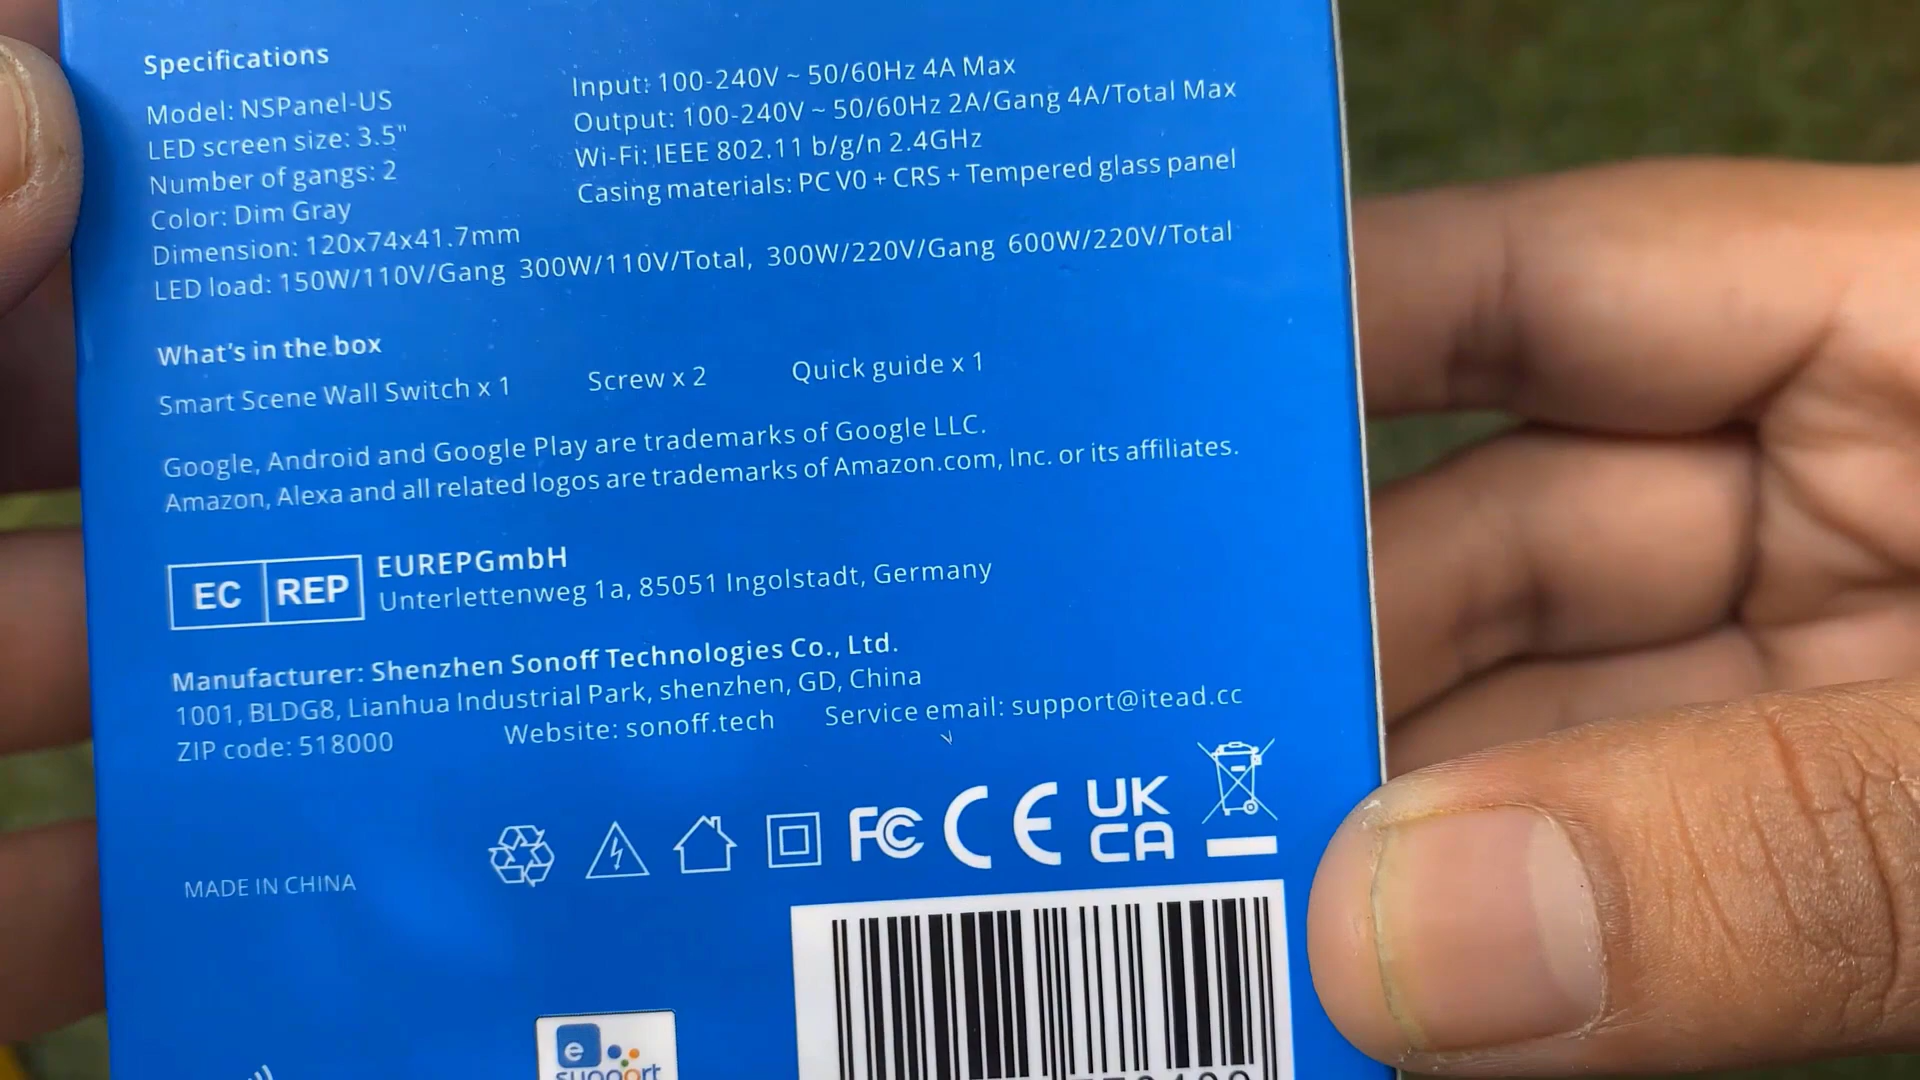 Specifications
Model: NSPanel-US
LED screen size: 3.5"
Number of gangs: 2
Color: Dim Gray
Dimension: 120x74x41.7mm
Input: 100-240V ~ 50/60Hz 4A Max
Output: 100-240V ~ 50/60Hz 2A/Gang 4A/Total Max
Wi-Fi: IEEE 802.11 b/g/n 2.4GHz
Casing materials: PC V0 + CRS + Tempered glass panel
LED load: 150W/110V/Gang 300W/110V/Total, 300W/220V/Gang 600W/220V/Total
What's in the box
Smart Scene Wall Switch x 1 Screw x 2 Quick guide x 1
Google, Android and Google Play are trademarks of Google LLC.
Amazon, Alexa and all related logos are trademarks of Amazon.com, Inc. or its affiliates.
EC REP
EUREPGmbH
Unterlettenweg 1a, 85051 Ingolstadt, Germany
Manufacturer: Shenzhen Sonoff Technologies Co., Ltd.
1001, BLDG8, Lianhua Industrial Park, shenzhen, GD, China
ZIP code: 518000 Website: sonoff.tech Service email: support@itead.cc
FC CE UK
CA
MADE IN CHINA
e
support